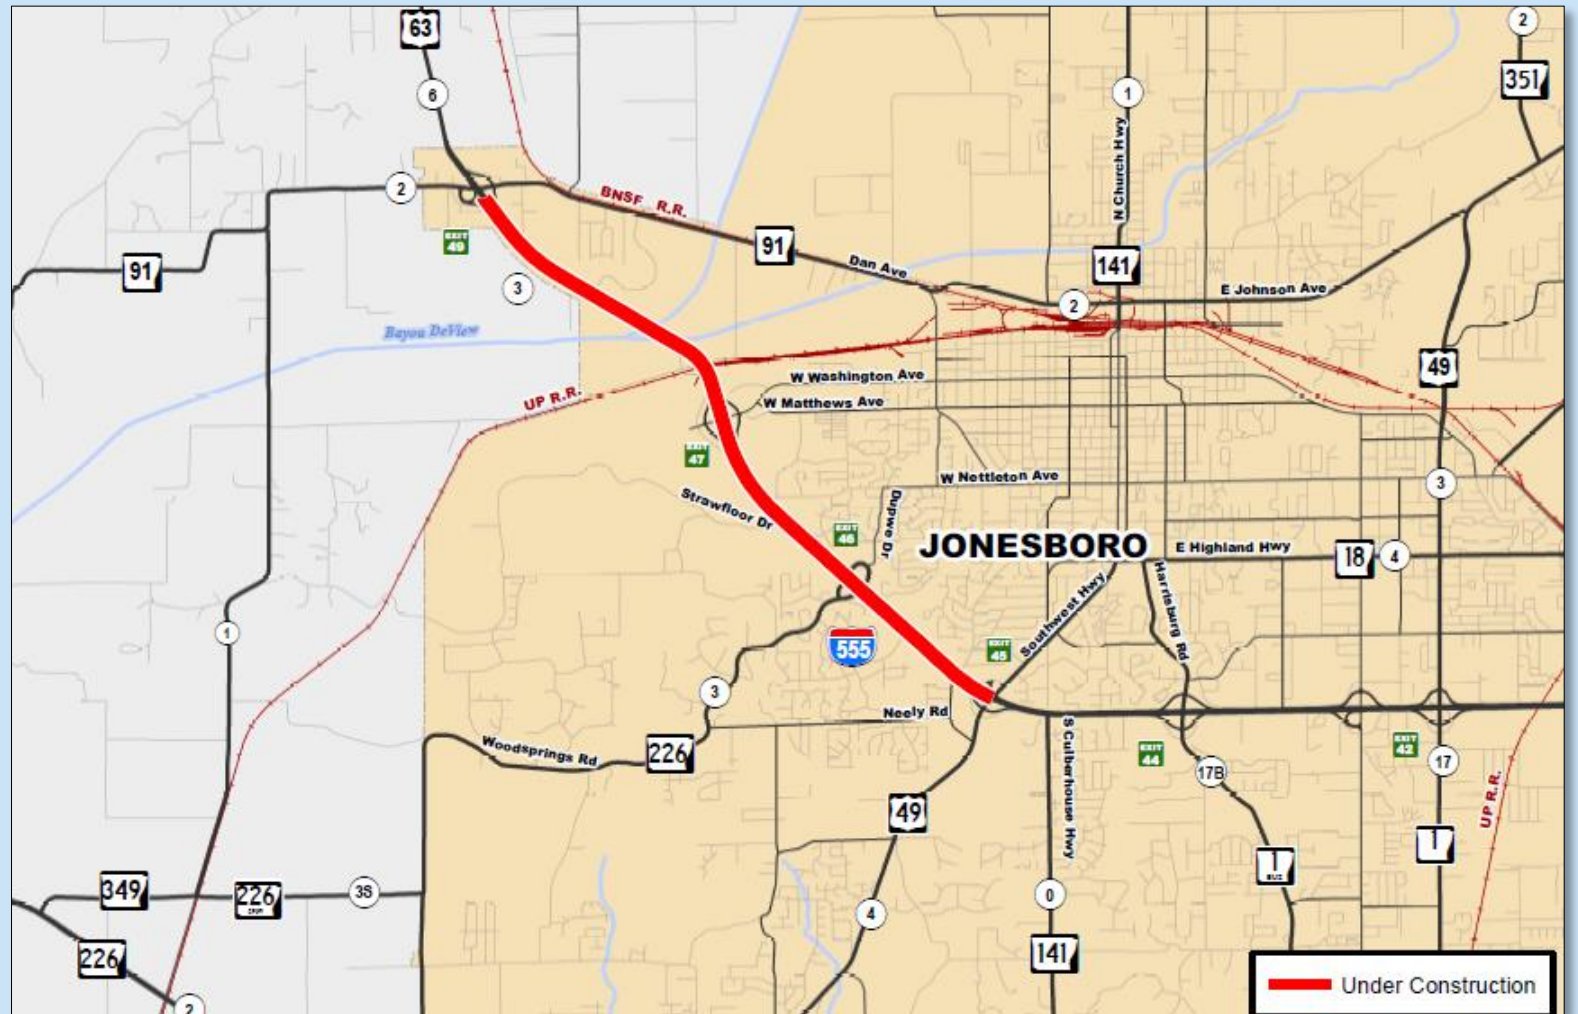 63
2
351
6
1
N Church Hwy
2
BNSF R.R.
91
EXIT
49
91
3
Dan Ave
141
E Johnson Ave
2
Bayou DeView
49
W Washington Ave
UP R.R.
W Matthews Ave
EXIT
47
W Nettleton Ave
3
Strawfloor Dr
Dupwe Dr
EXIT
46
JONESBORO
E Highland Hwy
18
4
Harrisburg Rd
Southwest Hwy
1
555
EXIT
45
3
Neely Rd
Woodsprings Rd
226
S Culberhouse Hwy
EXIT
44
17B
EXIT
42
17
UP R.R.
49
1
1
BUS
349
226
SPUR
3S
0
4
226
141
2
Under Construction